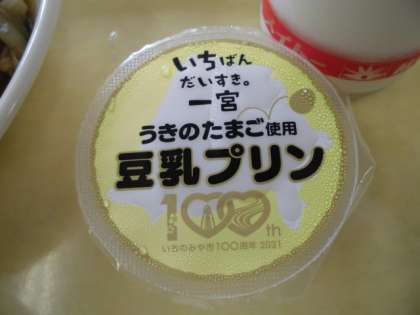 いちばん
だいすき。
一宮
うきのたまご使用
豆乳プリン
100th
いちのみや市100周年 2021